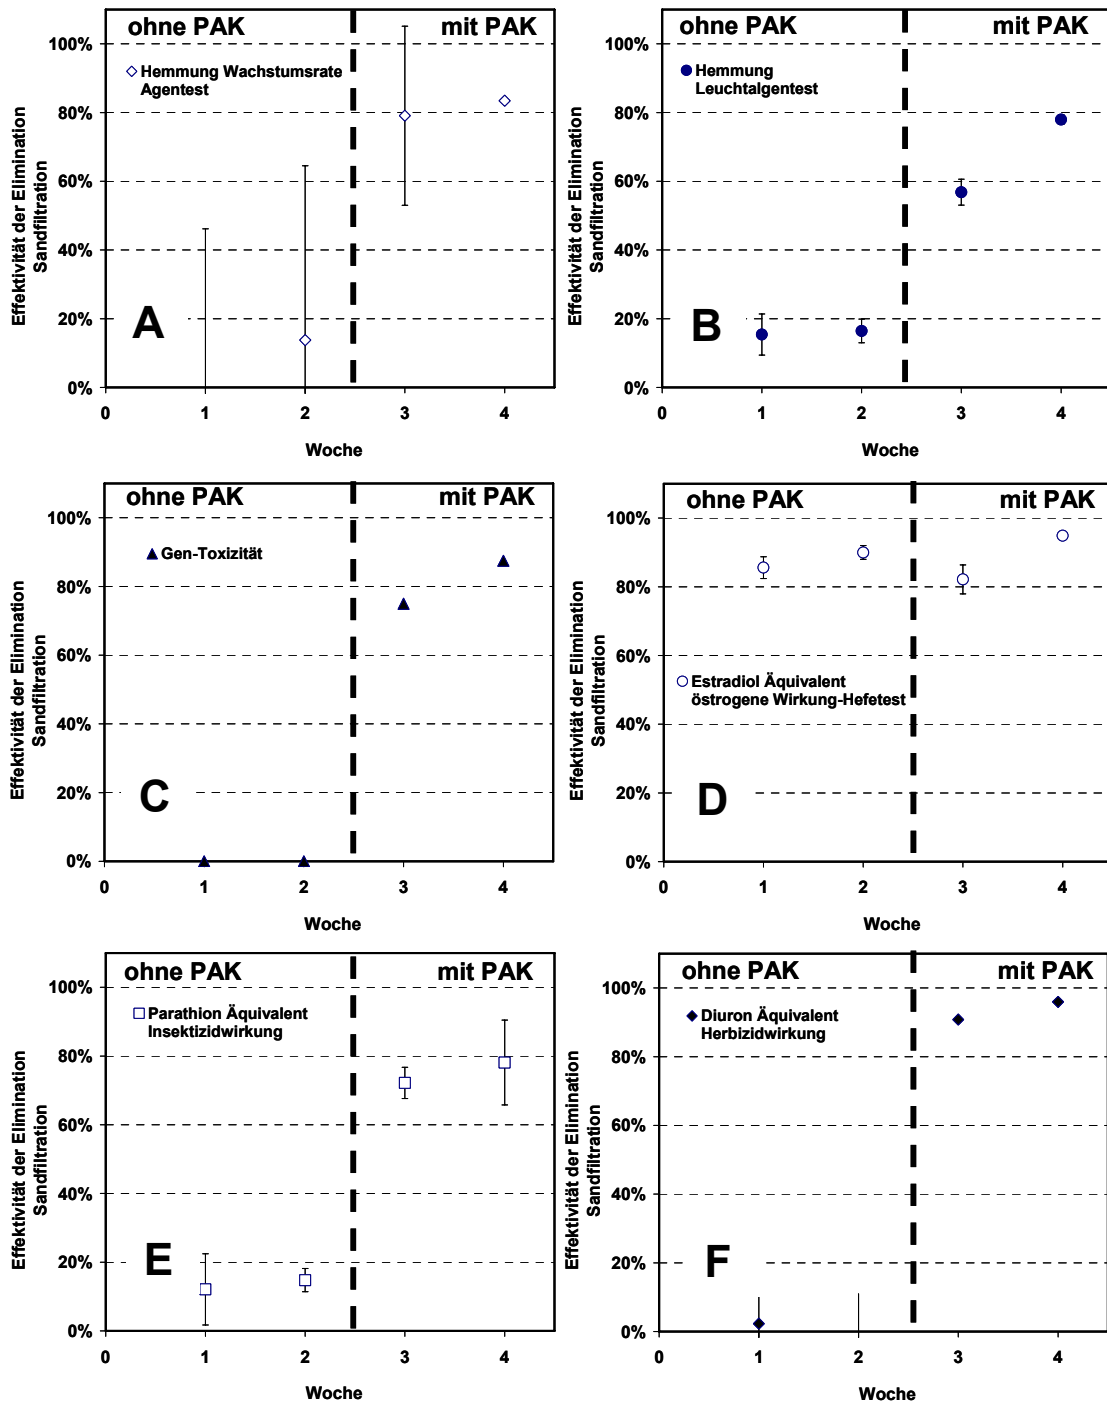 ohne PAK
mit PAK
Hemmung Wachstumsrate
Agentest
Effektivität der Elimination
Sandfiltration
100%
80%
60%
40%
20%
0%
A
0 1 2 3 4
Woche
ohne PAK
mit PAK
Hemmung
Leuchtalgentest
Effektivität der Elimination
Sandfiltration
100%
80%
60%
40%
20%
0%
B
0 1 2 3 4
Woche
ohne PAK
mit PAK
Gen-Toxizität
Effektivität der Elimination
Sandfiltration
100%
80%
60%
40%
20%
0%
C
0 1 2 3 4
Woche
ohne PAK
mit PAK
Estradiol Äquivalent
östrogene Wirkung-Hefetest
Effektivität der Elimination
Sandfiltration
100%
80%
60%
40%
20%
0%
D
0 1 2 3 4
Woche
ohne PAK
mit PAK
Parathion Äquivalent
Insektizidwirkung
Effektivität der Elimination
Sandfiltration
100%
80%
60%
40%
20%
0%
E
0 1 2 3 4
Woche
ohne PAK
mit PAK
Diuron Äquivalent
Herbizidwirkung
Effektivität der Elimination
Sandfiltration
100%
80%
60%
40%
20%
0%
F
0 1 2 3 4
Woche